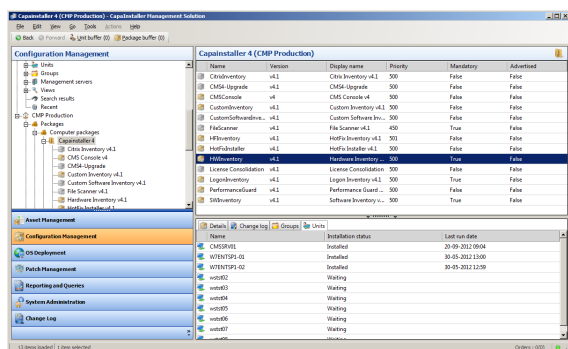 CapaInstaller 4 (CMP Production) - CapaInstaller Management Solution
File Edit View Go Tools Actions Help
Back Forward Unit buffer (0) Package buffer (0)
Configuration Management
Units
Groups
Management servers
Views
Search results
Recent
CMP Production
Packages
Computer packages
Capainstaller 4
Citrix Inventory v4.1
CMS Console v4
CMS4-Upgrade
Custom Inventory v4.1
Custom Software Inventory v4.1
File Scanner v4.1
Hardware Inventory v4.1
HotFix Installer v4.1
Asset Management
Configuration Management
OS Deployment
Patch Management
Reporting and Queries
System Administration
Change Log
Capainstaller 4 (CMP Production)
Name Version Display name Priority Mandatory Advertised
CitrixInventory v4.1 Citrix Inventory v4.1 500 False False
CMS4-Upgrade v4.1 CMS4-Upgrade 500 False False
CMSConsole v4 CMS Console v4 500 False False
CustomInventory v4.1 Custom Inventory v4.1 500 False False
CustomSoftwareInve... v4.1 Custom Software Inv... 500 False False
FileScanner v4.1 File Scanner v4.1 450 True False
HFInventory v4.1 HotFix Inventory v4.1 501 False False
HotFixInstaller v4.1 HotFix Installer v4.1 500 False False
HWInventory v4.1 Hardware Inventory ... 500 True False
License Consolidation v4.1 License Consolidation 500 False False
LogonInventory v4.1 Logon Inventory v4.1 500 True False
PerformanceGuard v4.1 Performance Guard ... 500 False False
SWInventory v4.1 Software Inventory v... 500 True False
Details Change log Groups Units
Name Installation status Last run date
CMSSRV01 Installed 20-09-2012 09:04
W7ENTSP1-01 Installed 30-05-2012 13:00
W7ENTSP1-02 Installed 30-05-2012 12:59
wstst02 Waiting
wstst03 Waiting
wstst04 Waiting
wstst05 Waiting
wstst06 Waiting
wstst07 Waiting
wstst08 Waiting
13 items loaded 1 item selected
Orders : 0(0)